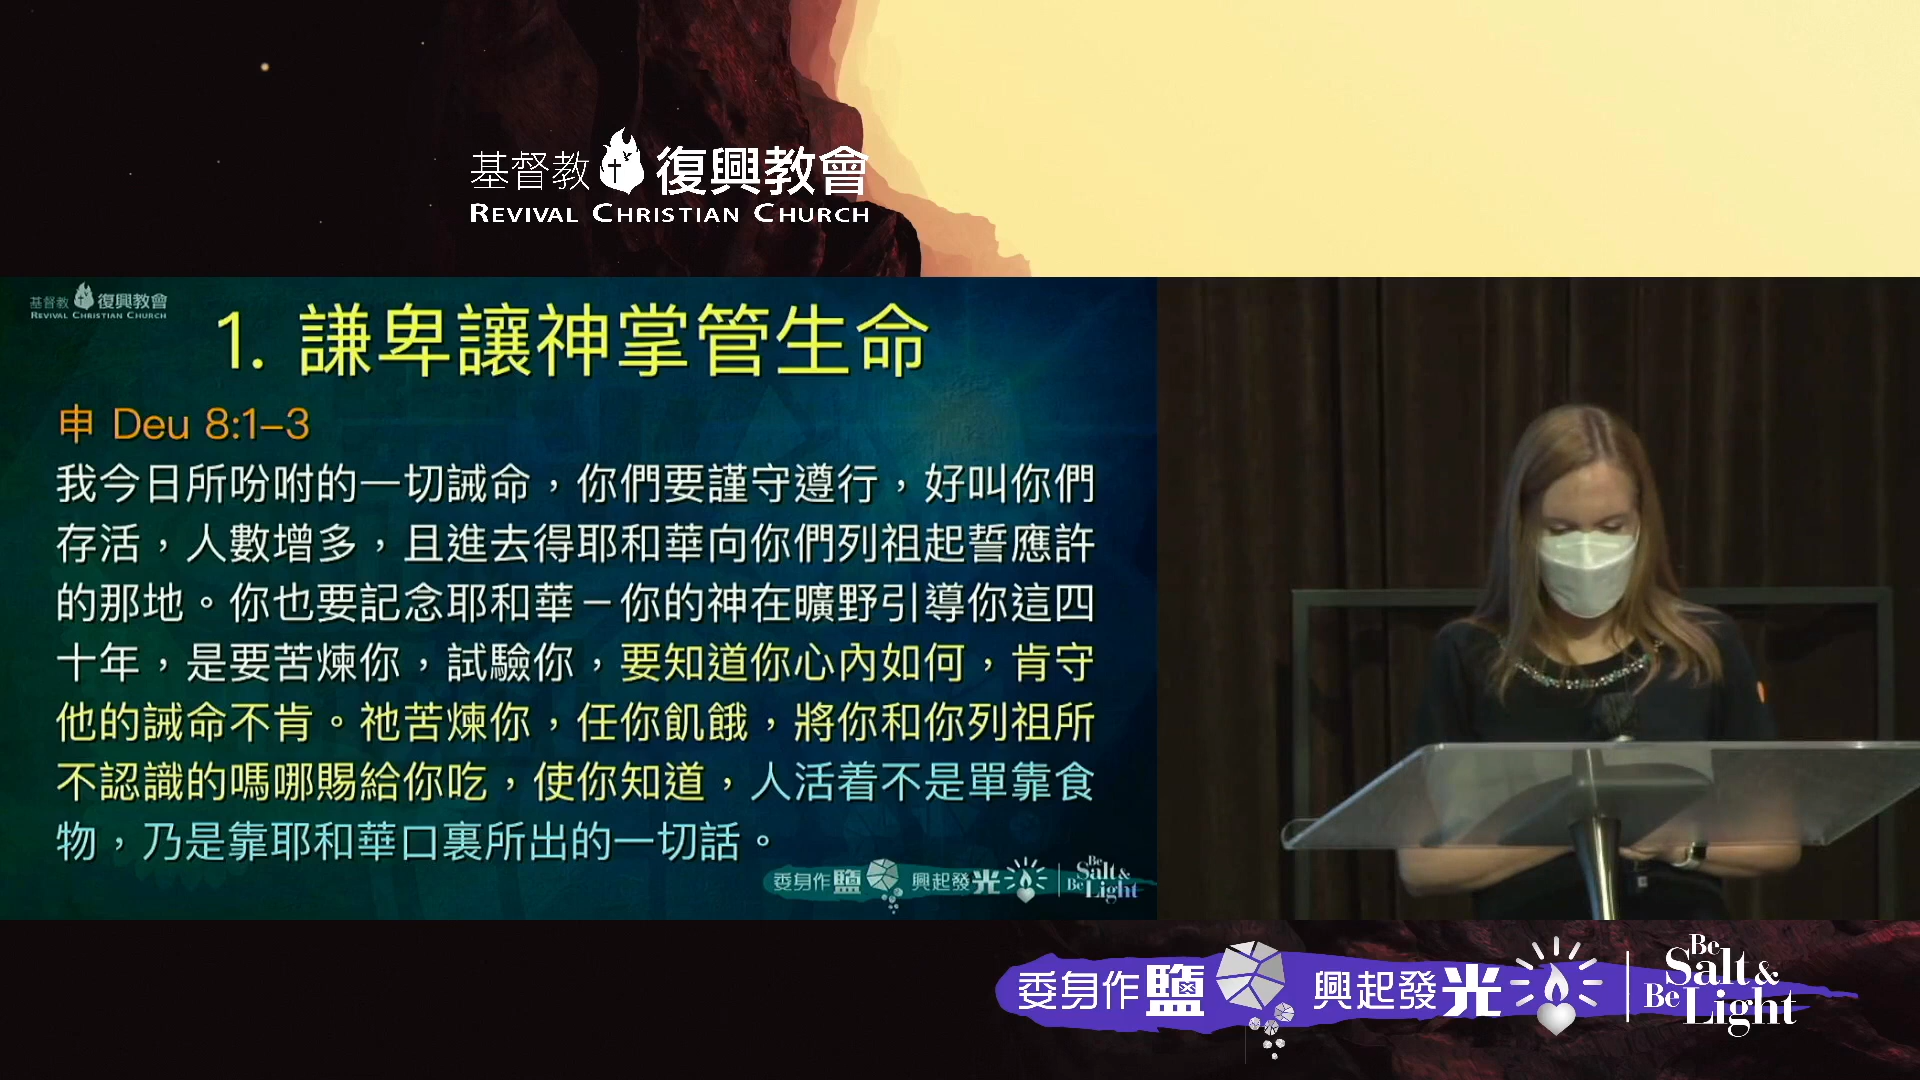 基督教 復興教會
REVIVAL CHRISTIAN CHURCH
基督教 復興教會
REVIVAL CHRISTIAN CHURCH
1. 謙卑讓神掌管生命
申 Deu 8:1–3
我今日所吩咐的一切誡命，你們要謹守遵行，好叫你們
存活，人數增多，且進去得耶和華向你們列祖起誓應許
的那地。你也要記念耶和華－你的神在曠野引導你這四
十年，是要苦煉你，試驗你，要知道你心內如何，肯守
他的誡命不肯。祂苦煉你，任你飢餓，將你和你列祖所
不認識的嗎哪賜給你吃，使你知道，人活着不是單靠食
物，乃是靠耶和華口裏所出的一切話。
委身作鹽 興起發光 Be Salt & Be Light
委身作鹽 興起發光 Be Salt & Be Light